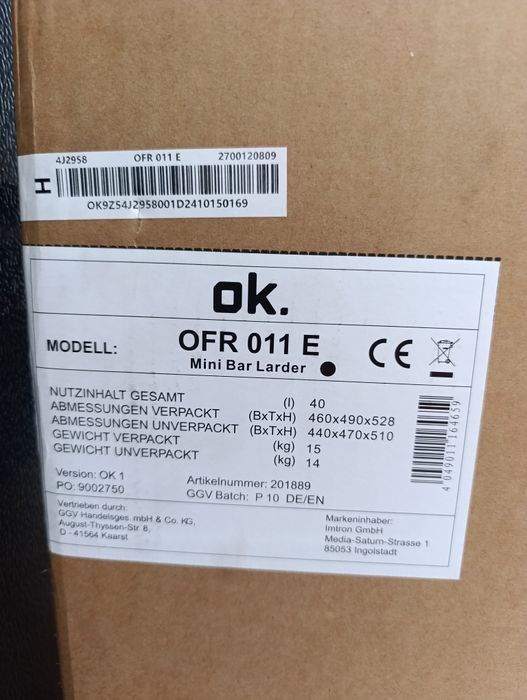 4J2958 OFR 011 E 2700120809
H
OK9ZS4J2958001D2410150169
ok.
MODELL: OFR 011 E
Mini Bar Larder
CE
NUTZINHALT GESAMT (l) 40
ABMESSUNGEN VERPACKT (BxTxH) 460x490x528
ABMESSUNGEN UNVERPACKT (BxTxH) 440x470x510
GEWICHT VERPACKT (kg) 15
GEWICHT UNVERPACKT (kg) 14
4 049011 164659
Version: OK 1 Artikelnummer: 201889
PO: 9002750 GGV Batch: P 10 DE/EN
Vertrieben durch:
GGV Handelsges. mbH & Co. KG,
August-Thyssen-Str. 8,
D - 41564 Kaarst
Markeninhaber:
Imtron GmbH
Media-Saturn-Strasse 1
85053 Ingolstadt